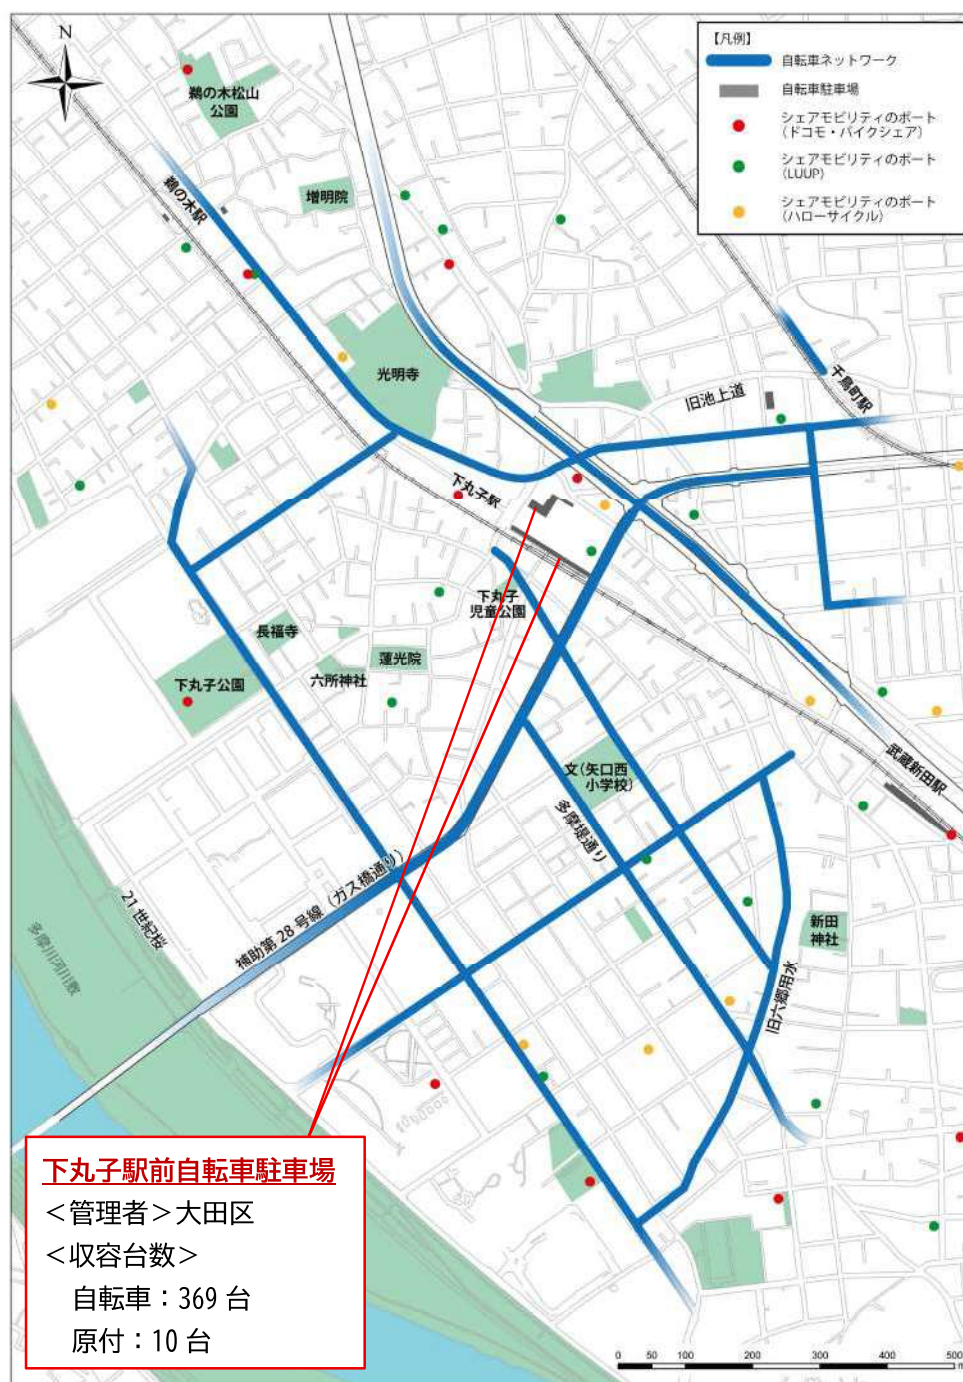 N
【凡例】
自転車ネットワーク
自転車駐車場
シェアモビリティのポート
(ドコモ・バイクシェア)
シェアモビリティのポート
(LUUP)
シェアモビリティのポート
(ハローサイクル)
鵜の木松山
公園
増明院
鵜の木駅
光明寺
旧池上道
千鳥町駅
下丸子駅
下丸子
児童公園
長福寺
蓮光院
六所神社
下丸子公園
文(矢口西
小学校)
多摩堤通り
武蔵新田駅
新田
神社
旧六郷用水
補助第28号線(ガス橋通り)
21世紀桜
多摩川河川敷
下丸子駅前自転車駐車場
<管理者>大田区
<収容台数>
自転車:369台
原付:10台
0 50 100 200 300 400 500
m